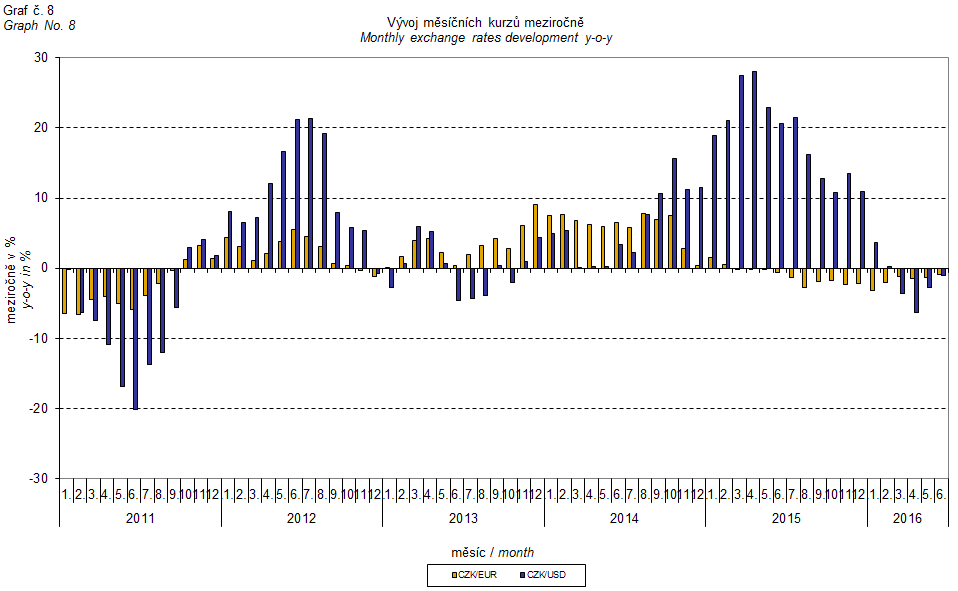 Graf č. 8
Graph No. 8
Vývoj měsíčních kurzů meziročně
Monthly exchange rates development y-o-y
meziročně v %
y-o-y in %
30
20
10
0
-10
-20
-30
1. 2. 3. 4. 5. 6. 7. 8. 9. 10 11 12 1. 2. 3. 4. 5. 6. 7. 8. 9. 10 11 12 1. 2. 3. 4. 5. 6. 7. 8. 9. 10 11 12 1. 2. 3. 4. 5. 6. 7. 8. 9. 10 11 12 1. 2. 3. 4. 5. 6. 7. 8. 9. 10 11 12 1. 2. 3. 4. 5. 6.
2011 2012 2013 2014 2015 2016
měsíc / month
CZK/EUR CZK/USD